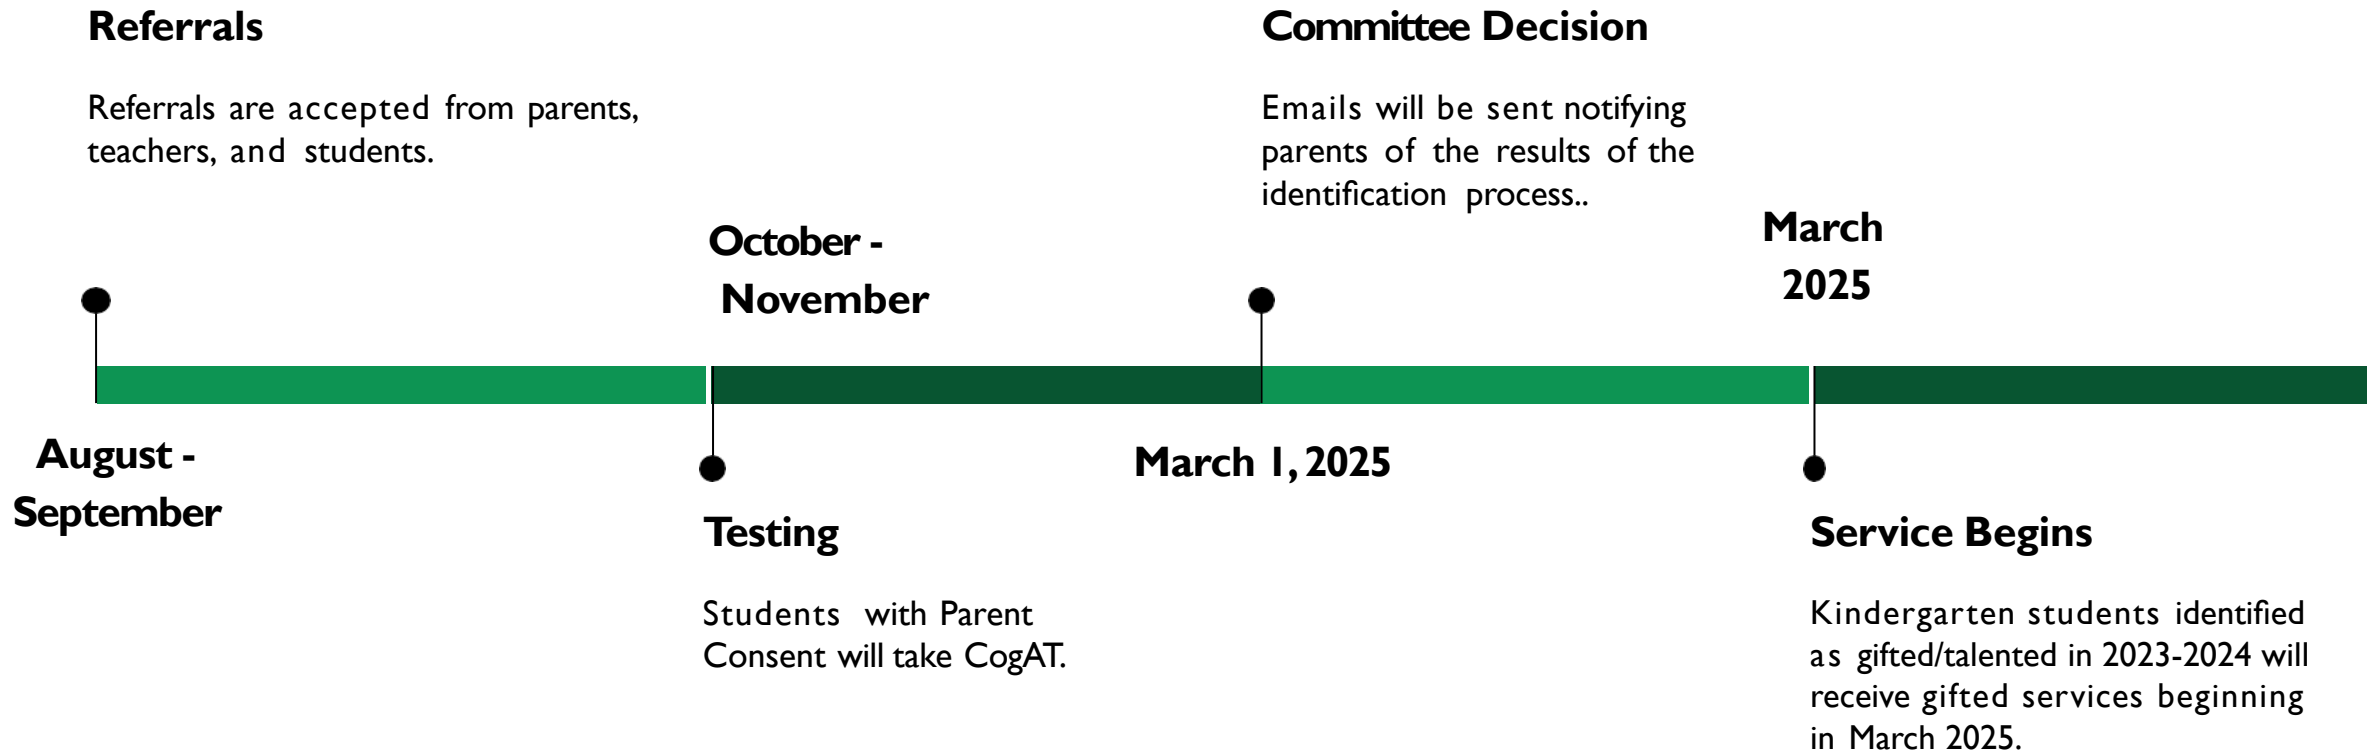 Referrals
Referrals are accepted from parents,
teachers, and students.
August -
September
October -
November
Testing
Students with Parent
Consent will take CogAT.
Committee Decision
Emails will be sent notifying
parents of the results of the
identification process..
March 1, 2025
March
2025
Service Begins
Kindergarten students identified
as gifted/talented in 2023-2024 will
receive gifted services beginning
in March 2025.